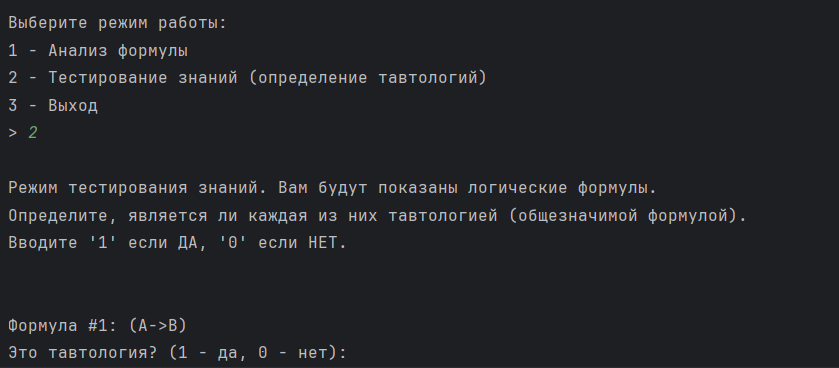 Выберите режим работы:
1 - Анализ формулы
2 - Тестирование знаний (определение тавтологий)
3 - Выход
> 2
Режим тестирования знаний. Вам будут показаны логические формулы.
Определите, является ли каждая из них тавтологией (общезначимой формулой).
Вводите '1' если ДА, '0' если НЕТ.
Формула #1: (A->B)
Это тавтология? (1 - да, 0 - нет):